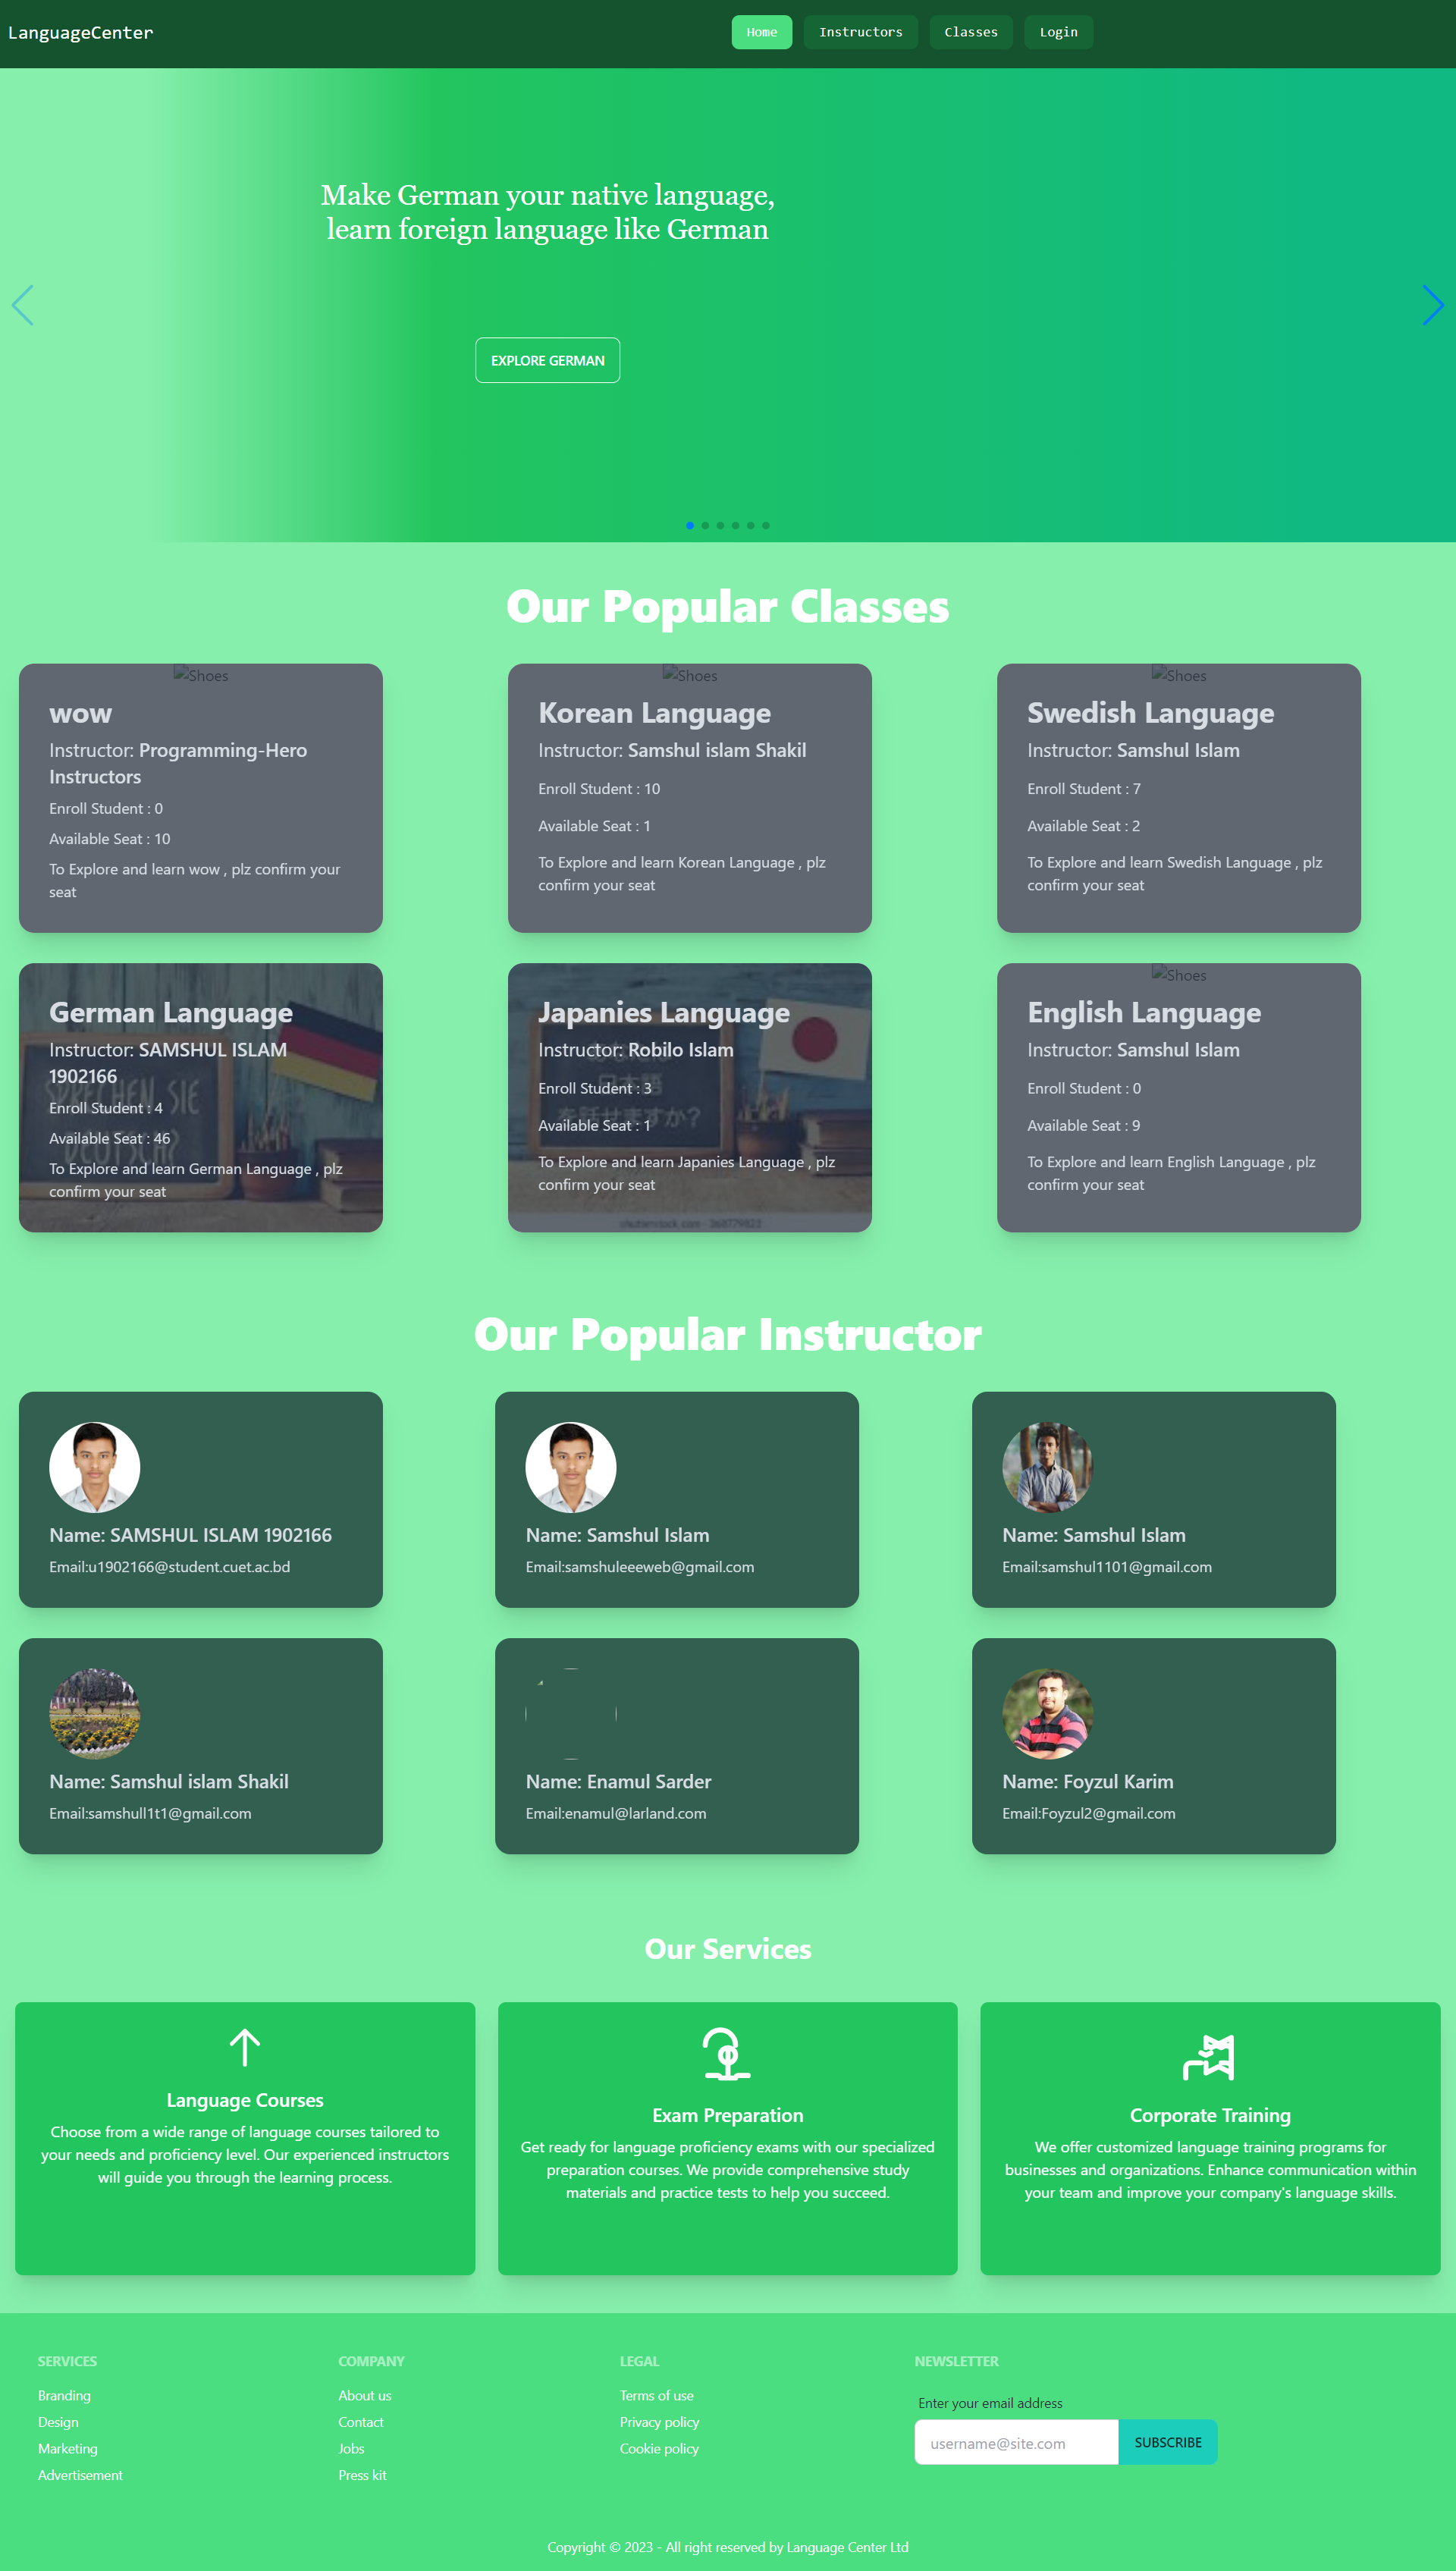 LanguageCenter
Home
Instructors
Classes
Login
Make German your native language,
learn foreign language like German
EXPLORE GERMAN
Our Popular Classes
Shoes
wow
Instructor: Programming-Hero
Instructors
Enroll Student : 0
Available Seat : 10
To Explore and learn wow , plz confirm your
seat
Shoes
Korean Language
Instructor: Samshul islam Shakil
Enroll Student : 10
Available Seat : 1
To Explore and learn Korean Language , plz
confirm your seat
Shoes
Swedish Language
Instructor: Samshul Islam
Enroll Student : 7
Available Seat : 2
To Explore and learn Swedish Language , plz
confirm your seat
German Language
Instructor: SAMSHUL ISLAM
1902166
Enroll Student : 4
Available Seat : 46
To Explore and learn German Language , plz
confirm your seat
Japanies Language
Instructor: Robilo Islam
Enroll Student : 3
Available Seat : 1
To Explore and learn Japanies Language , plz
confirm your seat
Shoes
English Language
Instructor: Samshul Islam
Enroll Student : 0
Available Seat : 9
To Explore and learn English Language , plz
confirm your seat
Our Popular Instructor
Name: SAMSHUL ISLAM 1902166
Email:u1902166@student.cuet.ac.bd
Name: Samshul Islam
Email:samshuleeeweb@gmail.com
Name: Samshul Islam
Email:samshul1101@gmail.com
Name: Samshul islam Shakil
Email:samshull1t1@gmail.com
Name: Enamul Sarder
Email:enamul@larland.com
Name: Foyzul Karim
Email:Foyzul2@gmail.com
Our Services
Language Courses
Choose from a wide range of language courses tailored to
your needs and proficiency level. Our experienced instructors
will guide you through the learning process.
Exam Preparation
Get ready for language proficiency exams with our specialized
preparation courses. We provide comprehensive study
materials and practice tests to help you succeed.
Corporate Training
We offer customized language training programs for
businesses and organizations. Enhance communication within
your team and improve your company's language skills.
SERVICES
Branding
Design
Marketing
Advertisement
COMPANY
About us
Contact
Jobs
Press kit
LEGAL
Terms of use
Privacy policy
Cookie policy
NEWSLETTER
Enter your email address
username@site.com
SUBSCRIBE
Copyright © 2023 - All right reserved by Language Center Ltd